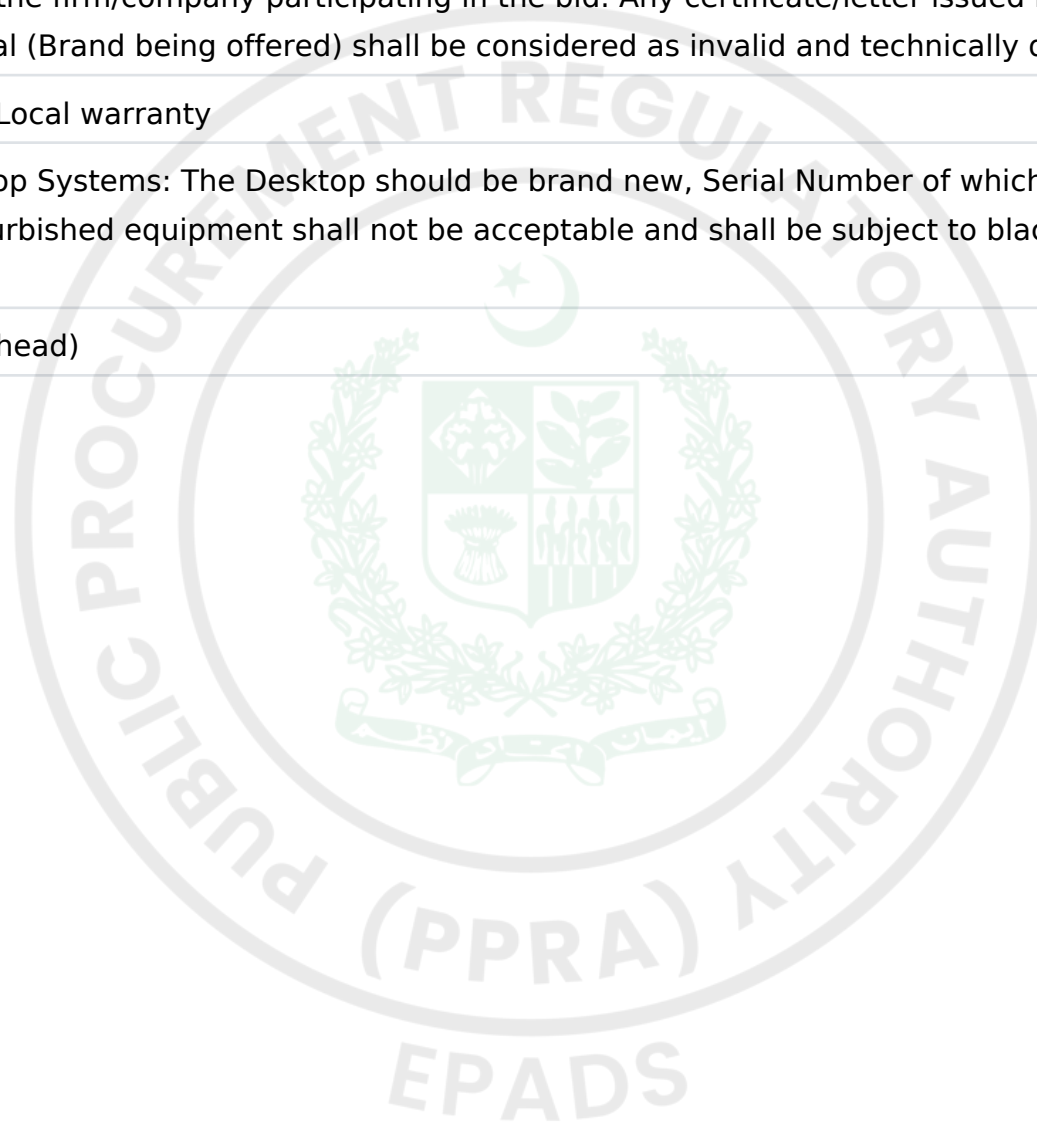 the firm/company participating in the bid. Any certificate/letter issued
al (Brand being offered) shall be considered as invalid and technically
Local warranty
op Systems: The Desktop should be brand new, Serial Number of which
urbished equipment shall not be acceptable and shall be subject to blac
head)
PUBLIC PROCUREMENT REGULATORY AUTHORITY
(PPRA)
EPADS